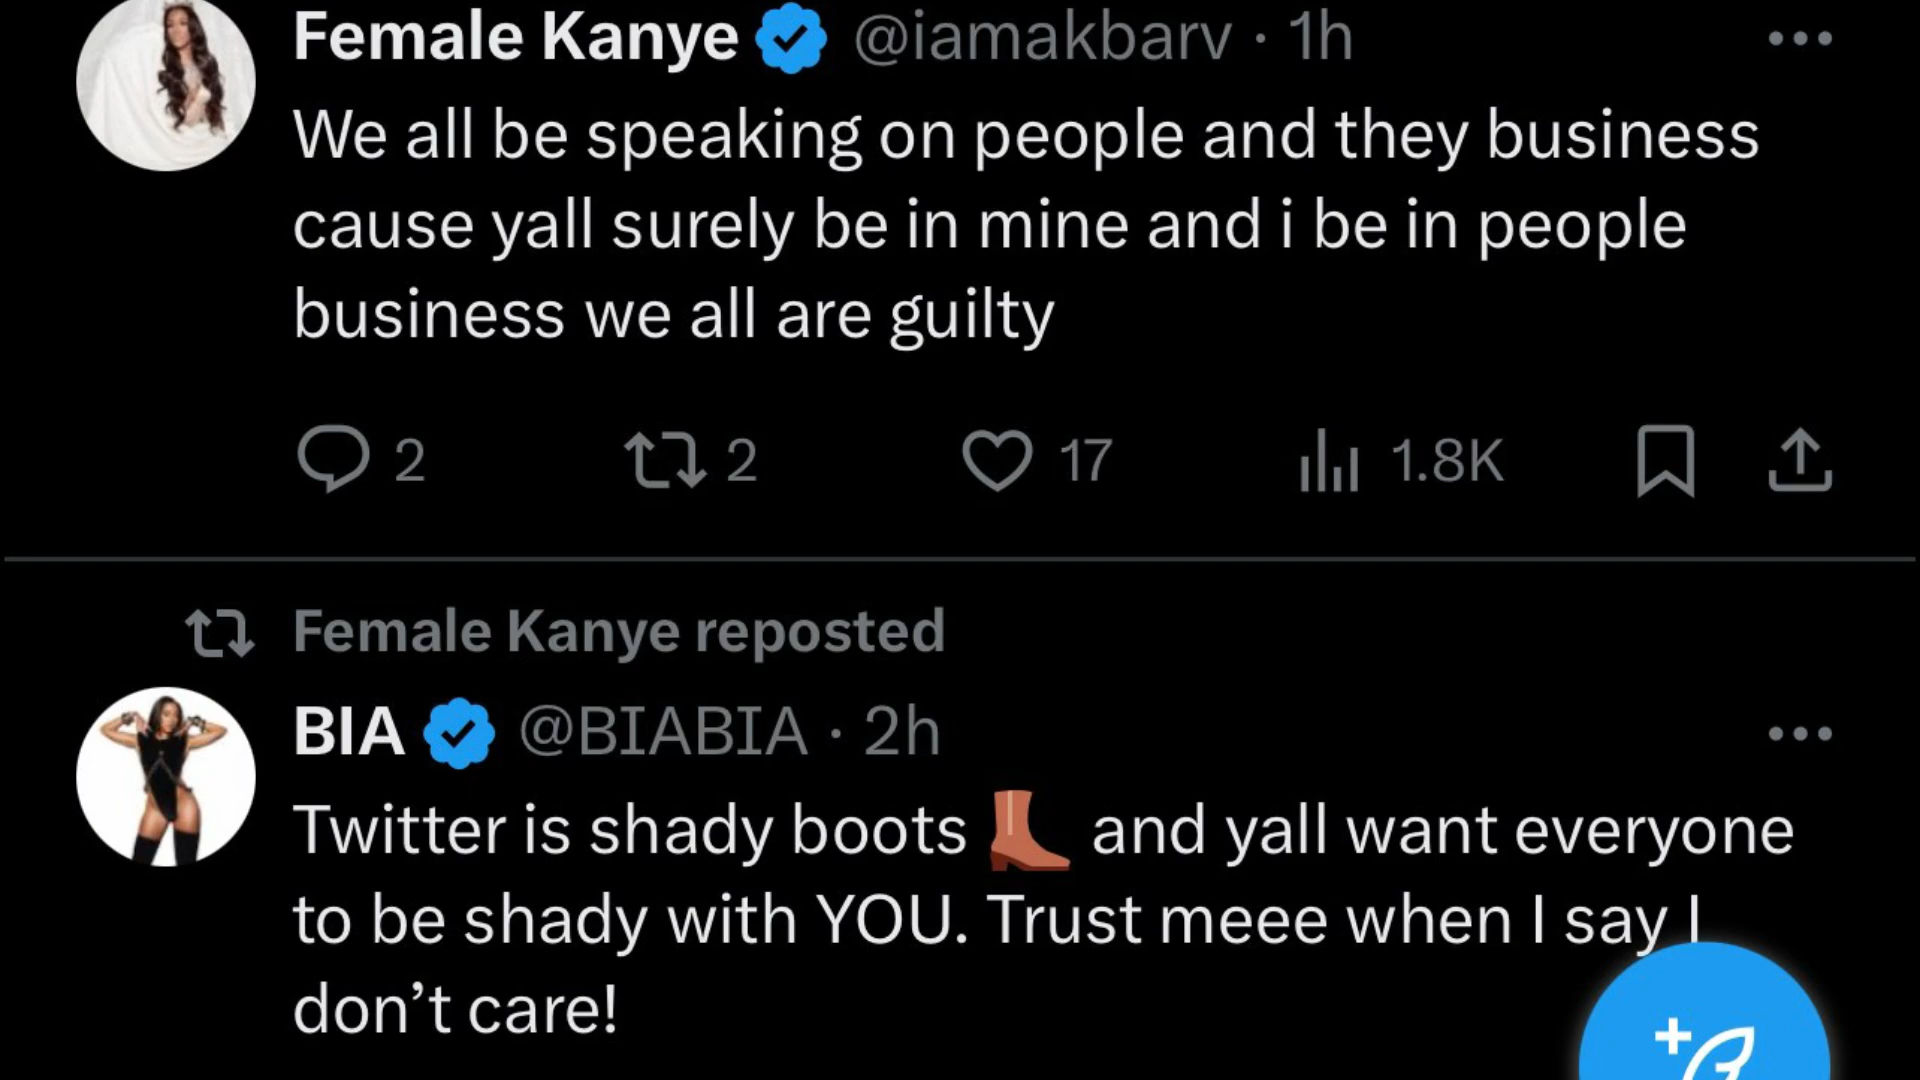 Female Kanye @iamakbarv · 1h
We all be speaking on people and they business
cause yall surely be in mine and i be in people
business we all are guilty
2 2 17 1.8K
Female Kanye reposted
BIA @BIABIA · 2h
Twitter is shady boots 👢 and yall want everyone
to be shady with YOU. Trust meee when I say I
don’t care!